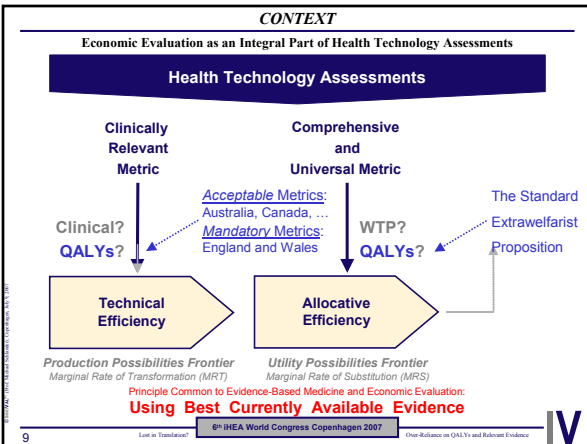 CONTEXT
Economic Evaluation as an Integral Part of Health Technology Assessments
Health Technology Assessments
Clinically
Relevant
Metric
Comprehensive
and
Universal Metric
Acceptable Metrics:
Australia, Canada, …
Mandatory Metrics:
England and Wales
Clinical?
QALYs?
WTP?
QALYs?
The Standard
Extrawelfarist
Proposition
Technical
Efficiency
Allocative
Efficiency
Production Possibilities Frontier
Marginal Rate of Transformation (MRT)
Utility Possibilities Frontier
Marginal Rate of Substitution (MRS)
Principle Common to Evidence-Based Medicine and Economic Evaluation:
Using Best Currently Available Evidence
9
Lost in Translation?
6th iHEA World Congress Copenhagen 2007
Over-Reliance on QALYs and Relevant Evidence